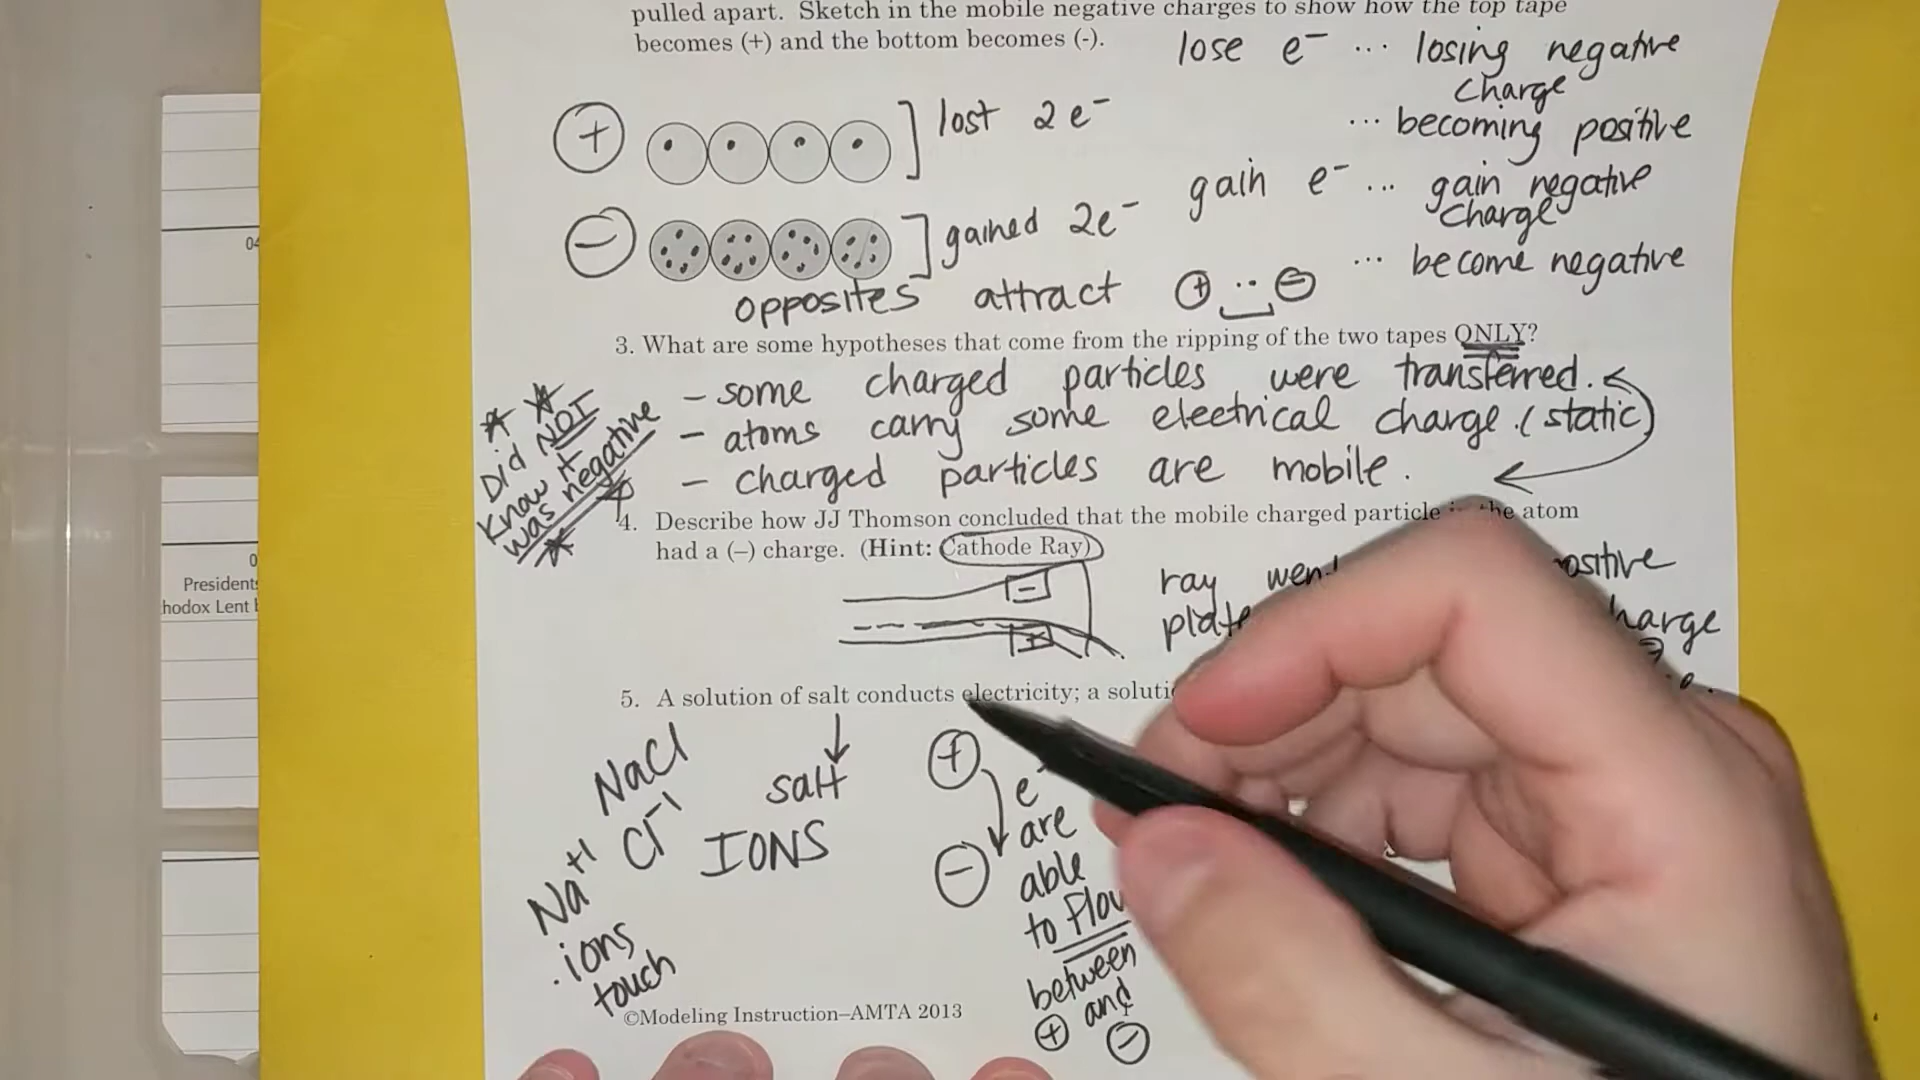 pulled apart. Sketch in the mobile negative charges to show how the top tape
becomes (+) and the bottom becomes (-).
lose e⁻ ... losing negative
charge
... becoming positive
+
] lost 2 e⁻
gain e⁻ ... gain negative
charge
... become negative
−
] gained 2e⁻
opposites attract + .. −
3. What are some hypotheses that come from the ripping of the two tapes ONLY?
- some charged particles were transferred.
- atoms carry some electrical charge. (static)
- charged particles are mobile.
Did NOT
know it
was negative
4. Describe how JJ Thomson concluded that the mobile charged particle in the atom
had a (–) charge. (Hint: Cathode Ray)
−
+
ray
plate
charge
5. A solution of salt conducts electricity; a
NaCl
Na⁺¹ Cl⁻¹
. ions
touch
salt
IONS
+
−
e⁻
are
able
to
between
+ and −
©Modeling Instruction–AMTA 2013
04
0